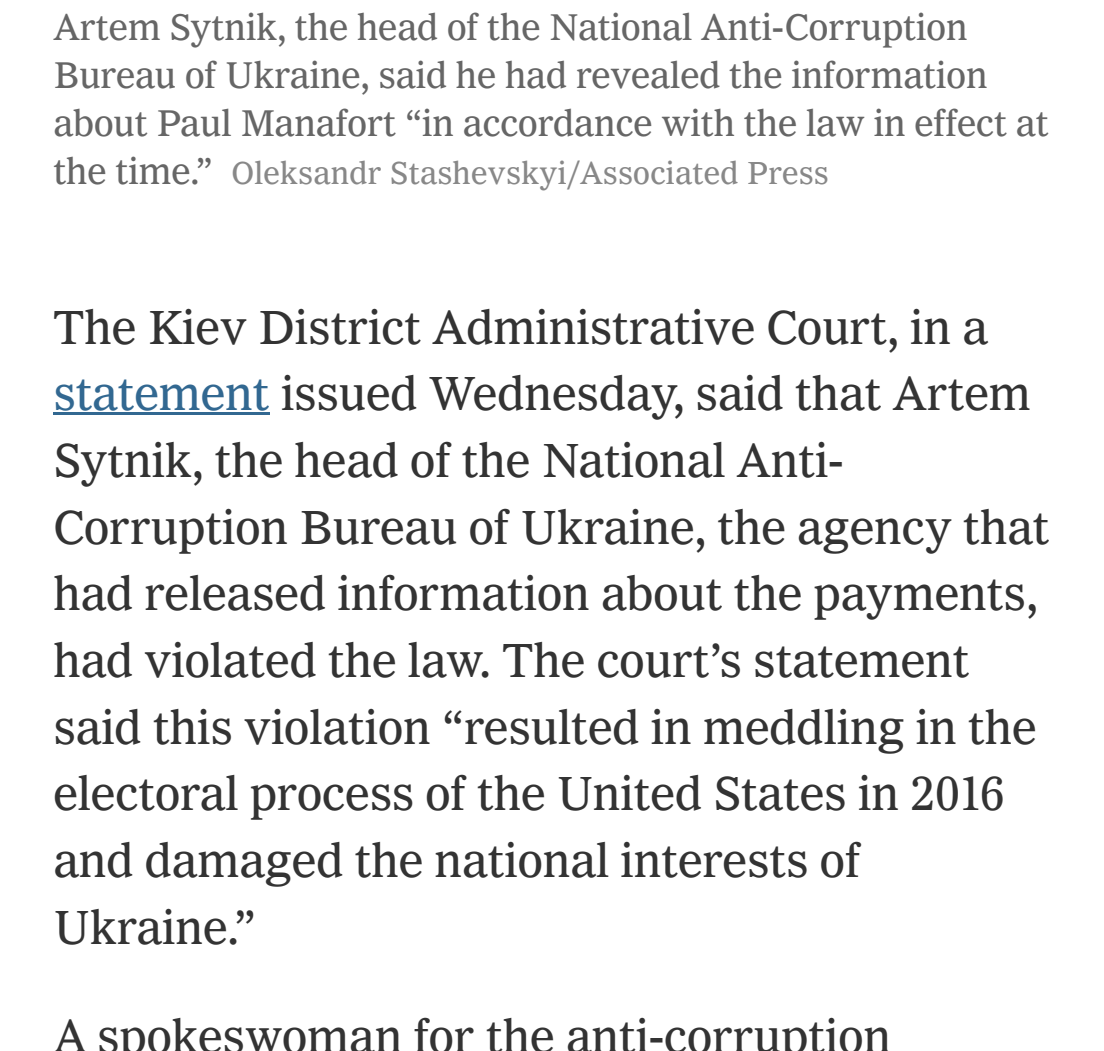 Artem Sytnik, the head of the National Anti-Corruption
Bureau of Ukraine, said he had revealed the information
about Paul Manafort “in accordance with the law in effect at
the time.” Oleksandr Stashevskyi/Associated Press
The Kiev District Administrative Court, in a
statement issued Wednesday, said that Artem
Sytnik, the head of the National Anti-
Corruption Bureau of Ukraine, the agency that
had released information about the payments,
had violated the law. The court’s statement
said this violation “resulted in meddling in the
electoral process of the United States in 2016
and damaged the national interests of
Ukraine.”
A spokeswoman for the anti-corruption